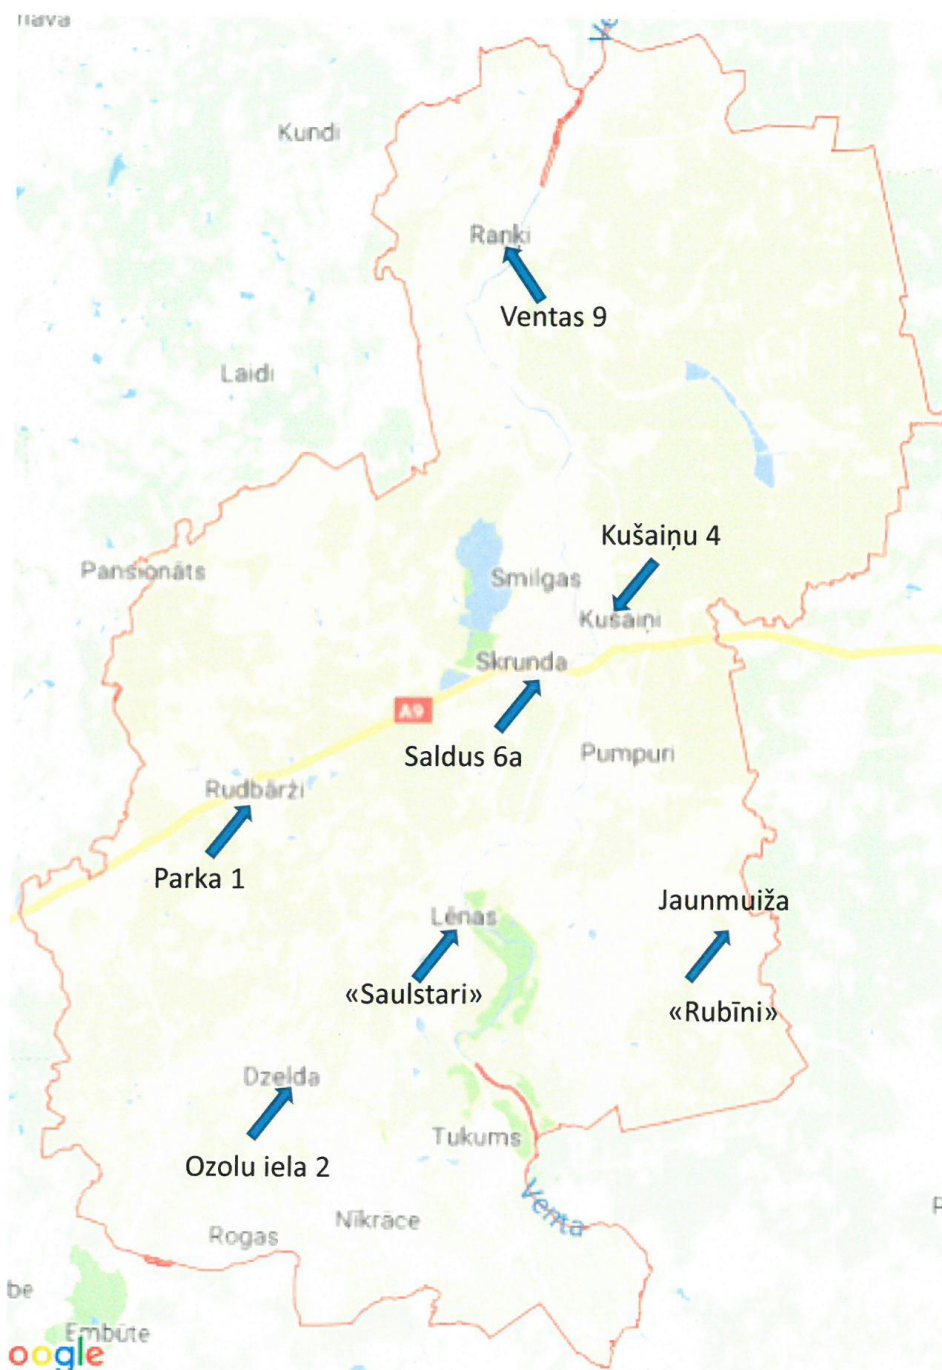 Kundi
Ranki
Ventas 9
Laidi
Kušaiņu 4
Pansionāts
Smilgas
Kušaiņi
Skrunda
A9
Saldus 6a
Pumpuri
Rudbārži
Parka 1
Jaunmuiža
Lēnas
«Saulstari»
«Rubīni»
Dzelda
Tukums
Ozolu iela 2
Venta
Nīkrāce
Rogas
be
Embūte
oogle